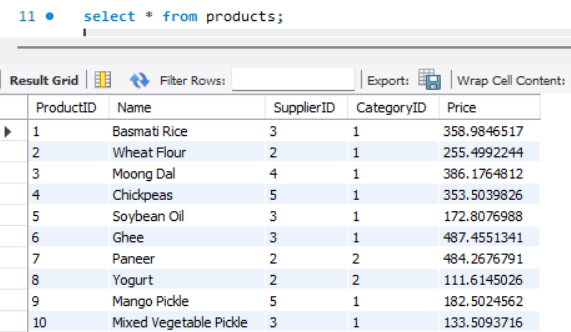 11 select * from products;
Result Grid Filter Rows: Export: Wrap Cell Content:
ProductID Name SupplierID CategoryID Price
1 Basmati Rice 3 1 358.9846517
2 Wheat Flour 2 1 255.4992244
3 Moong Dal 4 1 386.1764812
4 Chickpeas 5 1 353.5039826
5 Soybean Oil 3 1 172.8076988
6 Ghee 3 1 487.4551341
7 Paneer 2 2 484.2676791
8 Yogurt 2 2 111.6145026
9 Mango Pickle 5 1 182.5024562
10 Mixed Vegetable Pickle 3 1 133.5093716